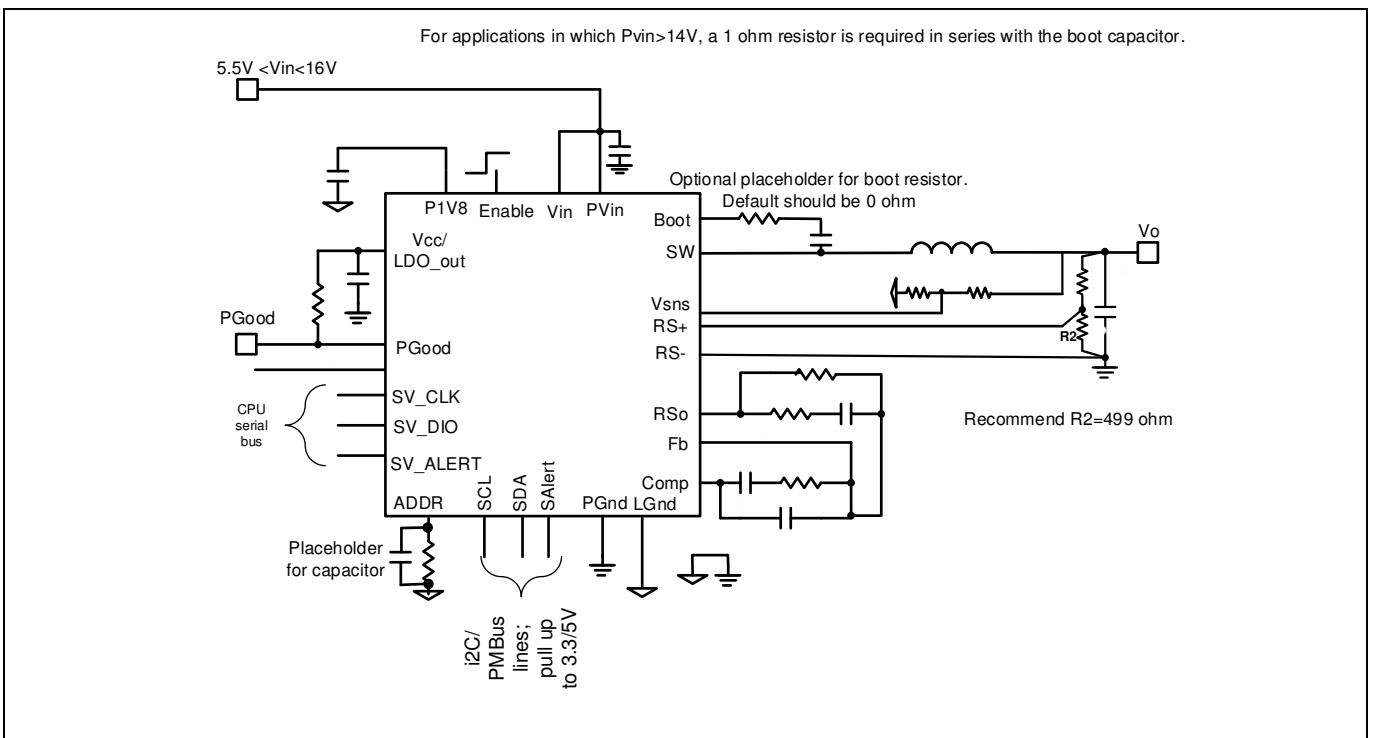 For applications in which Pvin>14V, a 1 ohm resistor is required in series with the boot capacitor.
5.5V <Vin<16V
Optional placeholder for boot resistor.
Default should be 0 ohm
P1V8
Enable
Vin
PVin
Boot
Vcc/
LDO_out
SW
Vo
Vsns
RS+
R2
PGood
PGood
RS-
CPU
serial
bus
SV_CLK
SV_DIO
SV_ALERT
RSo
Recommend R2=499 ohm
Fb
Comp
ADDR
SCL
SDA
SAlert
PGnd
LGnd
Placeholder
for capacitor
i2C/
PMBus
lines;
pull up
to 3.3/5V